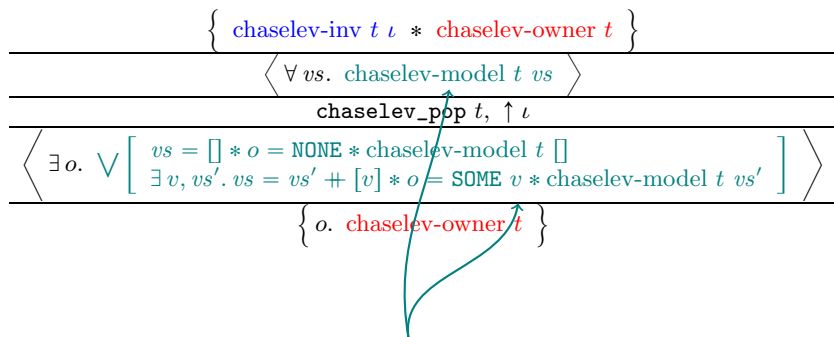 { chaselev-inv t ι * chaselev-owner t }
⟨ ∀ vs. chaselev-model t vs ⟩
chaselev_pop t, ↑ ι
⟨ ∃ o. ⋁ [ vs = [] * o = NONE * chaselev-model t []
∃ v, vs′. vs = vs′ ⧺ [v] * o = SOME v * chaselev-model t vs′ ] ⟩
{ o. chaselev-owner t }